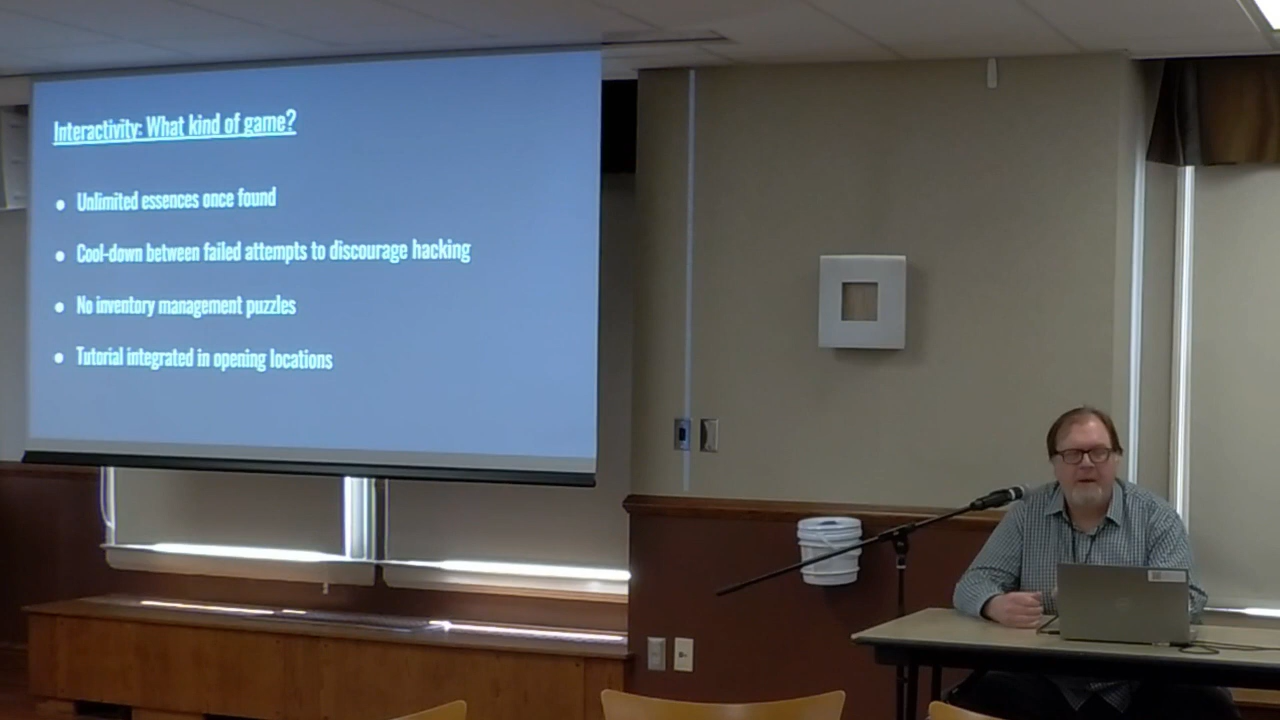 Interactivity: What kind of game?
Unlimited essences once found
Cool-down between failed attempts to discourage hacking
No inventory management puzzles
Tutorial integrated in opening locations